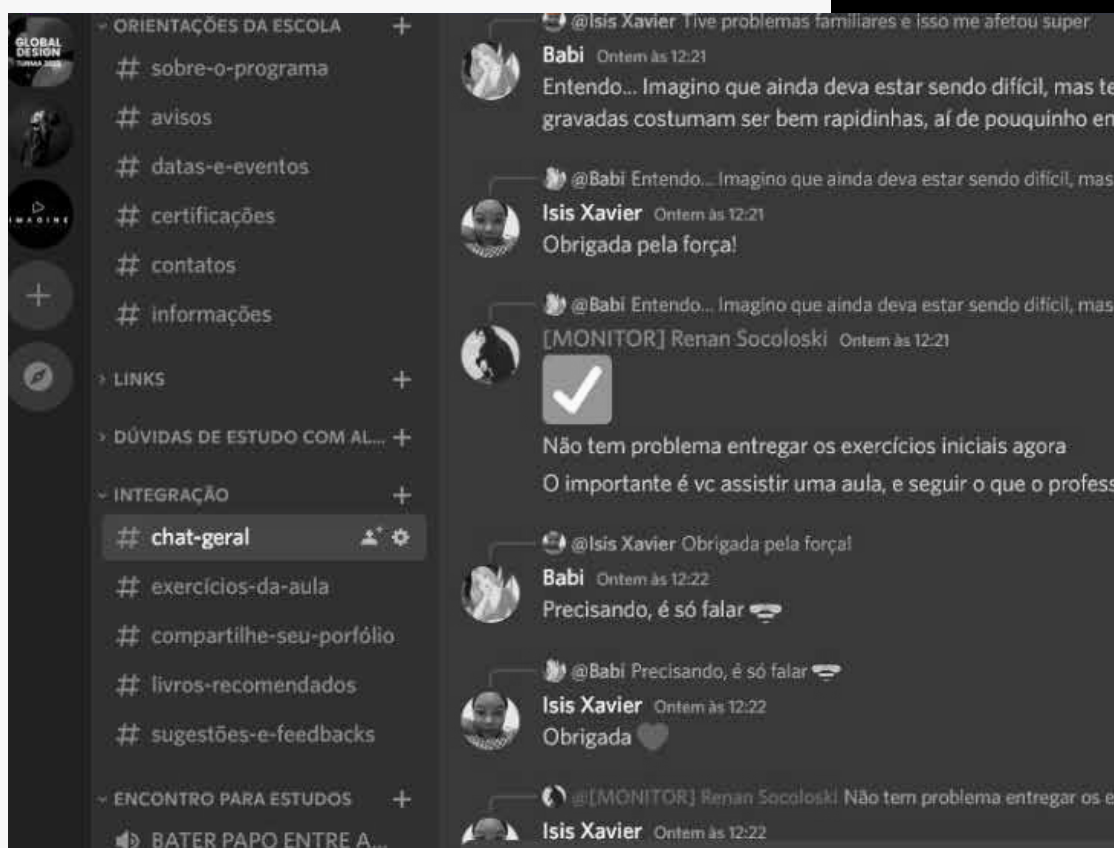 GLOBAL
DESIGN
TURMA 2022
IMAGINE
ORIENTAÇÕES DA ESCOLA
# sobre-o-programa
# avisos
# datas-e-eventos
# certificações
# contatos
# informações
LINKS
DÚVIDAS DE ESTUDO COM AL...
INTEGRAÇÃO
# chat-geral
# exercícios-da-aula
# compartilhe-seu-porfólio
# livros-recomendados
# sugestões-e-feedbacks
ENCONTRO PARA ESTUDOS
BATER PAPO ENTRE A...
@Isis Xavier Tive problemas familiares e isso me afetou super
Babi Ontem às 12:21
Entendo... Imagino que ainda deva estar sendo difícil, mas te
gravadas costumam ser bem rapidinhas, aí de pouquinho en
@Babi Entendo... Imagino que ainda deva estar sendo difícil, mas
Isis Xavier Ontem às 12:21
Obrigada pela força!
@Babi Entendo... Imagino que ainda deva estar sendo difícil, mas
[MONITOR] Renan Socoloski Ontem às 12:21
Não tem problema entregar os exercícios iniciais agora
O importante é vc assistir uma aula, e seguir o que o profess
@Isis Xavier Obrigada pela força!
Babi Ontem às 12:22
Precisando, é só falar
@Babi Precisando, é só falar
Isis Xavier Ontem às 12:22
Obrigada
@[MONITOR] Renan Socoloski Não tem problema entregar os e
Isis Xavier Ontem às 12:22